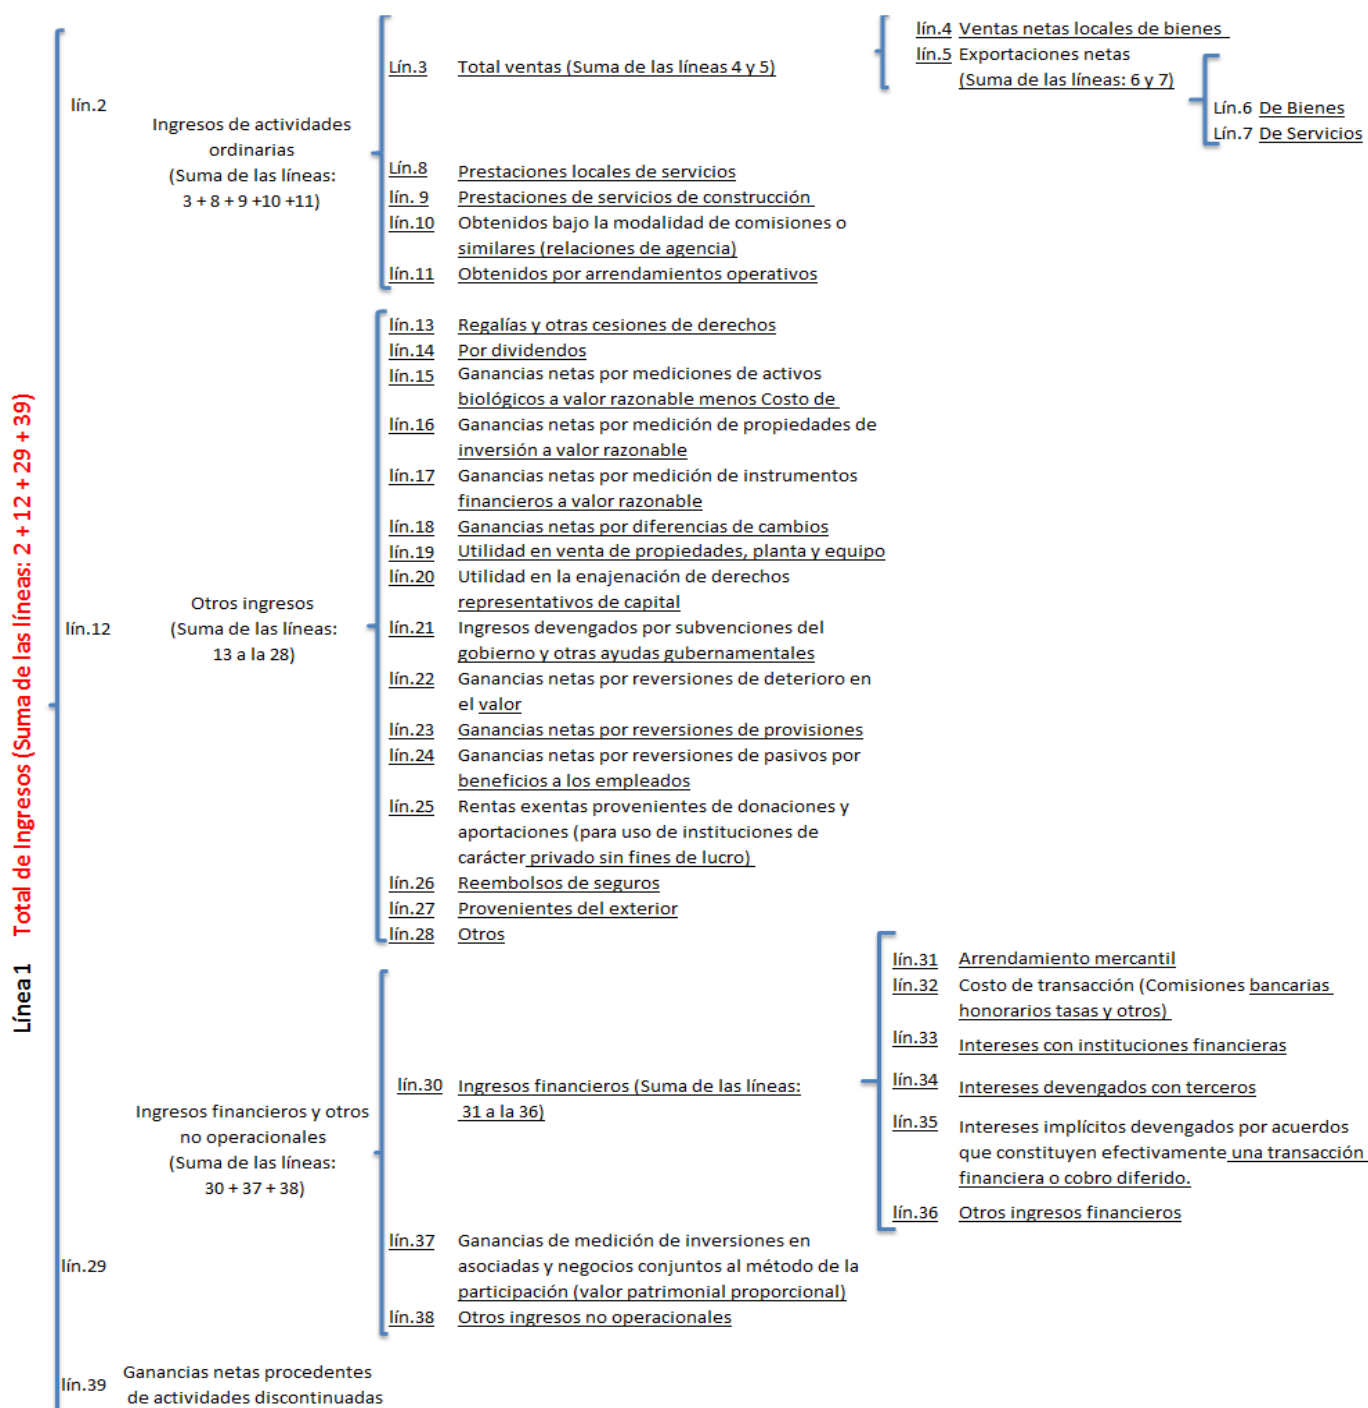 Línea 1 Total de Ingresos (Suma de las líneas: 2 + 12 + 29 + 39)
lín.2
Ingresos de actividades
ordinarias
(Suma de las líneas:
3 + 8 + 9 +10 +11)
Lín.3 Total ventas (Suma de las líneas 4 y 5)
lín.4 Ventas netas locales de bienes
lín.5 Exportaciones netas
(Suma de las líneas: 6 y 7)
Lín.6 De Bienes
Lín.7 De Servicios
Lín.8 Prestaciones locales de servicios
lín. 9 Prestaciones de servicios de construcción
lín.10 Obtenidos bajo la modalidad de comisiones o
similares (relaciones de agencia)
lín.11 Obtenidos por arrendamientos operativos
lín.12
Otros ingresos
(Suma de las líneas:
13 a la 28)
lín.13 Regalías y otras cesiones de derechos
lín.14 Por dividendos
lín.15 Ganancias netas por mediciones de activos
biológicos a valor razonable menos Costo de
lín.16 Ganancias netas por medición de propiedades de
inversión a valor razonable
lín.17 Ganancias netas por medición de instrumentos
financieros a valor razonable
lín.18 Ganancias netas por diferencias de cambios
lín.19 Utilidad en venta de propiedades, planta y equipo
lín.20 Utilidad en la enajenación de derechos
representativos de capital
lín.21 Ingresos devengados por subvenciones del
gobierno y otras ayudas gubernamentales
lín.22 Ganancias netas por reversiones de deterioro en
el valor
lín.23 Ganancias netas por reversiones de provisiones
lín.24 Ganancias netas por reversiones de pasivos por
beneficios a los empleados
lín.25 Rentas exentas provenientes de donaciones y
aportaciones (para uso de instituciones de
carácter privado sin fines de lucro)
lín.26 Reembolsos de seguros
lín.27 Provenientes del exterior
lín.28 Otros
lín.29
Ingresos financieros y otros
no operacionales
(Suma de las líneas:
30 + 37 + 38)
lín.30 Ingresos financieros (Suma de las líneas:
31 a la 36)
lín.31 Arrendamiento mercantil
lín.32 Costo de transacción (Comisiones bancarias
honorarios tasas y otros)
lín.33 Intereses con instituciones financieras
lín.34 Intereses devengados con terceros
lín.35 Intereses implícitos devengados por acuerdos
que constituyen efectivamente una transacción
financiera o cobro diferido.
lín.36 Otros ingresos financieros
lín.37 Ganancias de medición de inversiones en
asociadas y negocios conjuntos al método de la
participación (valor patrimonial proporcional)
lín.38 Otros ingresos no operacionales
lín.39 Ganancias netas procedentes
de actividades discontinuadas